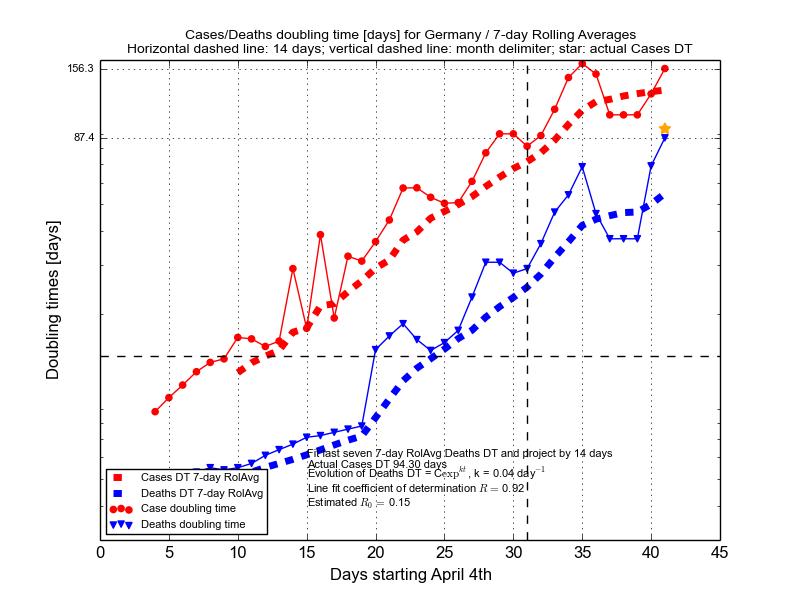 Cases/Deaths doubling time [days] for Germany / 7-day Rolling Averages
Horizontal dashed line: 14 days; vertical dashed line: month delimiter; star: actual Cases DT
156.3
87.4
Doubling times [days]
Fit last seven 7-day RolAvg Deaths DT and project by 14 days
Actual Cases DT 94.30 days
Evolution of Deaths DT = Cexp^{kt}, k = 0.04 day^{-1}
Line fit coefficient of determination R = 0.92
Estimated R_0 = 0.15
Cases DT 7-day RolAvg
Deaths DT 7-day RolAvg
Case doubling time
Deaths doubling time
0 5 10 15 20 25 30 35 40 45
Days starting April 4th